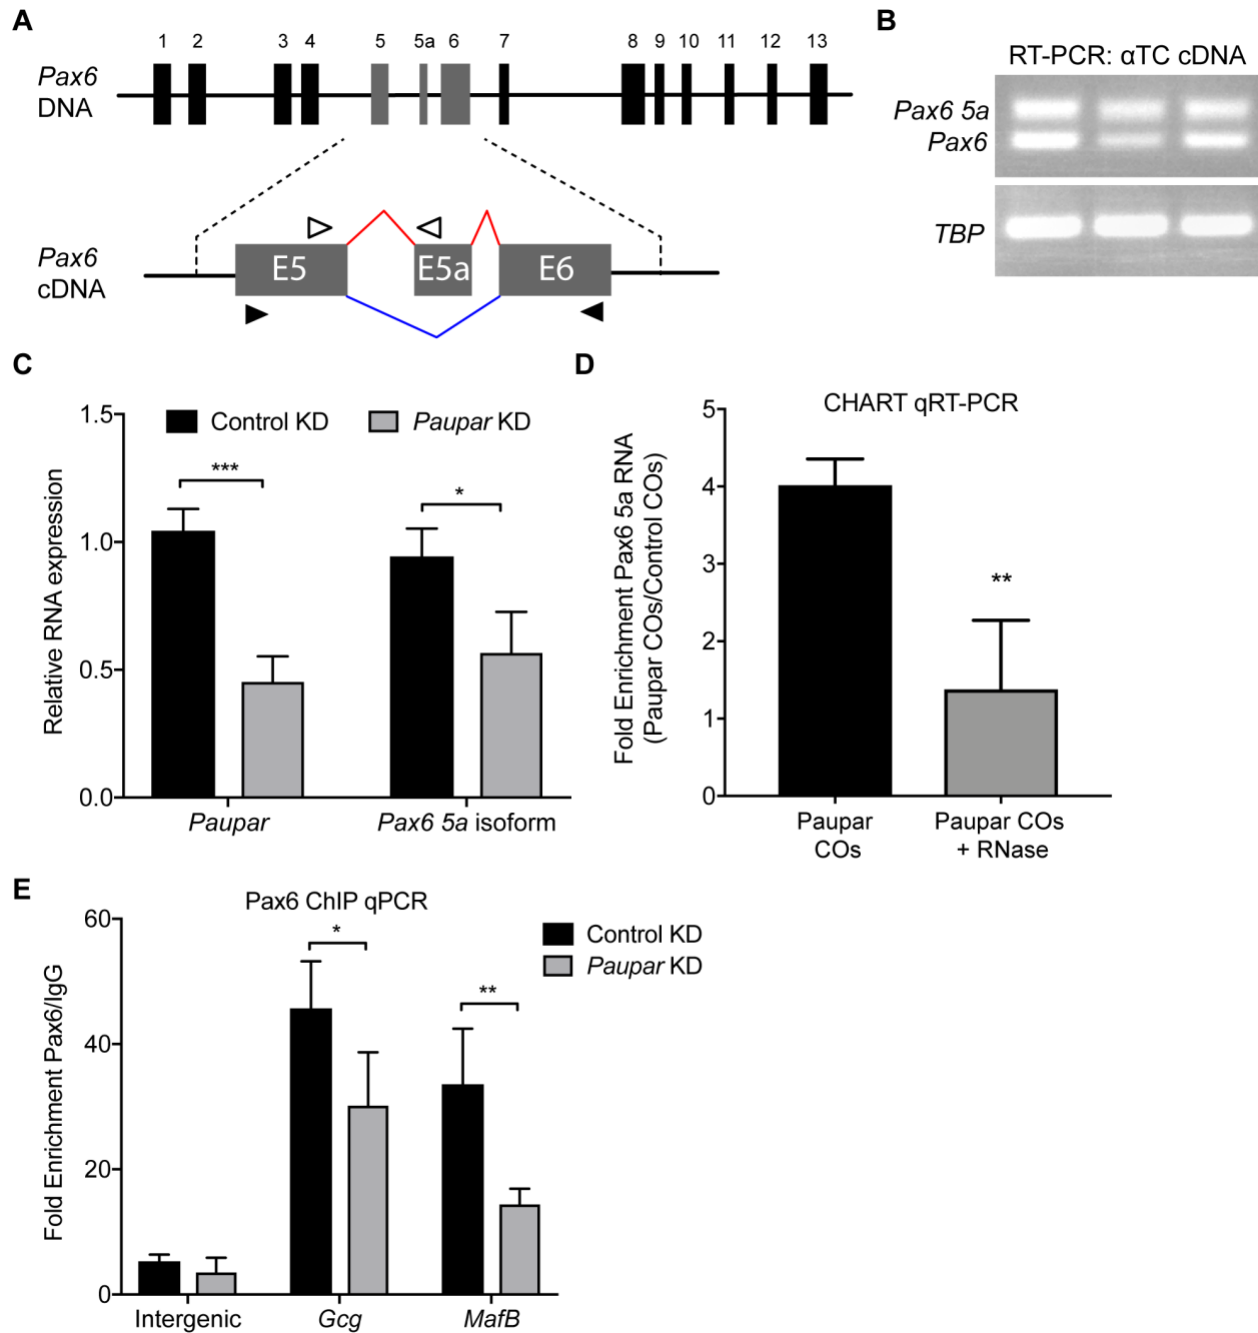 A
1 2 3 4 5 5a 6 7 8 9 10 11 12 13
Pax6
DNA
Pax6
cDNA
E5 E5a E6
B
RT-PCR: αTC cDNA
Pax6 5a
Pax6
TBP
C
Control KD Paupar KD
Relative RNA expression
1.5
1.0
0.5
0.0
***
*
Paupar Pax6 5a isoform
D
CHART qRT-PCR
Fold Enrichment Pax6 5a RNA
(Paupar COs/Control COs)
5
4
3
2
1
0
**
Paupar
COs
Paupar COs
+ RNase
E
Pax6 ChIP qPCR
Control KD
Paupar KD
Fold Enrichment Pax6/IgG
60
40
20
0
*
**
Intergenic Gcg MafB